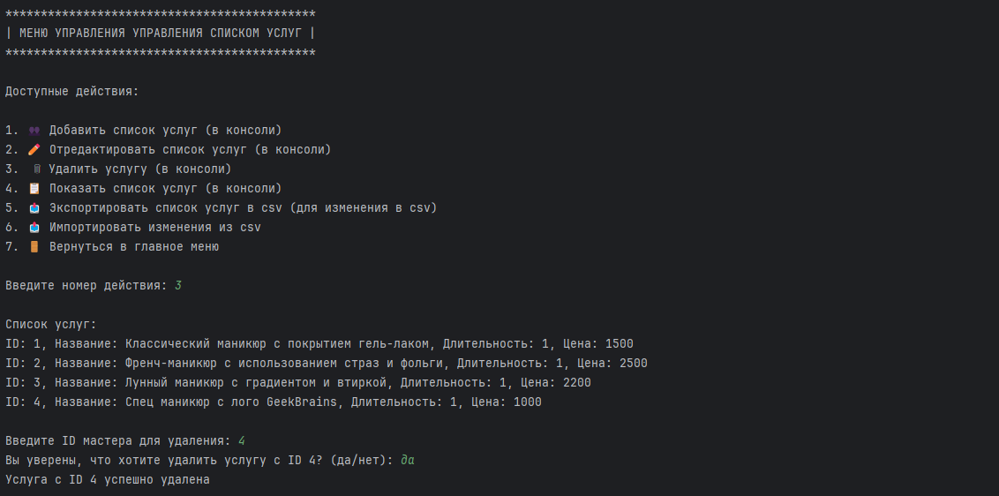 ********************************************
| МЕНЮ УПРАВЛЕНИЯ УПРАВЛЕНИЯ СПИСКОМ УСЛУГ |
********************************************
Доступные действия:
1. 👥 Добавить список услуг (в консоли)
2. ✏️ Отредактировать список услуг (в консоли)
3. 🗑 Удалить услугу (в консоли)
4. 📋 Показать список услуг (в консоли)
5. 📤 Экспортировать список услуг в csv (для изменения в csv)
6. 📤 Импортировать изменения из csv
7. 🚪 Вернуться в главное меню
Введите номер действия: 3
Список услуг:
ID: 1, Название: Классический маникюр с покрытием гель-лаком, Длительность: 1, Цена: 1500
ID: 2, Название: Френч-маникюр с использованием страз и фольги, Длительность: 1, Цена: 2500
ID: 3, Название: Лунный маникюр с градиентом и втиркой, Длительность: 1, Цена: 2200
ID: 4, Название: Спец маникюр с лого GeekBrains, Длительность: 1, Цена: 1000
Введите ID мастера для удаления: 4
Вы уверены, что хотите удалить услугу с ID 4? (да/нет): да
Услуга с ID 4 успешно удалена